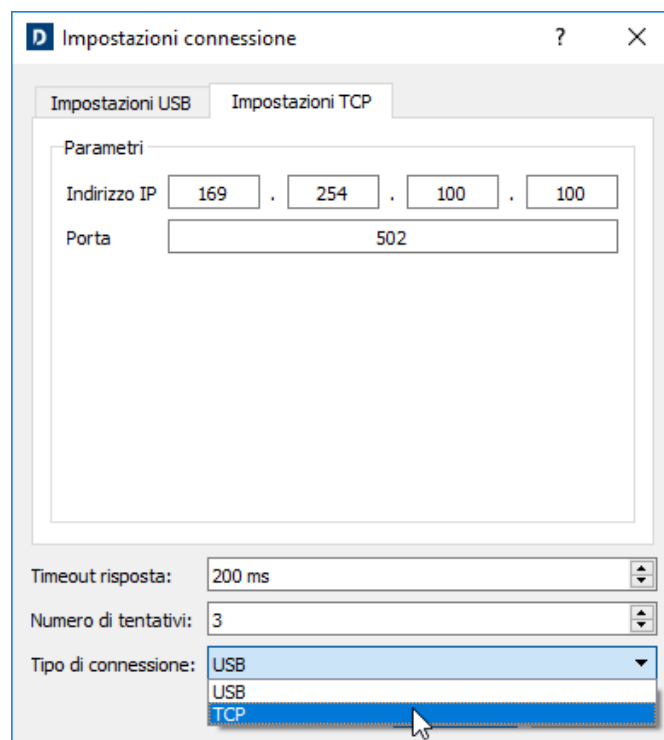 D Impostazioni connessione ?
Impostazioni USB Impostazioni TCP
Parametri
Indirizzo IP 169 . 254 . 100 . 100
Porta 502
Timeout risposta: 200 ms
Numero di tentativi: 3
Tipo di connessione: USB
USB
TCP